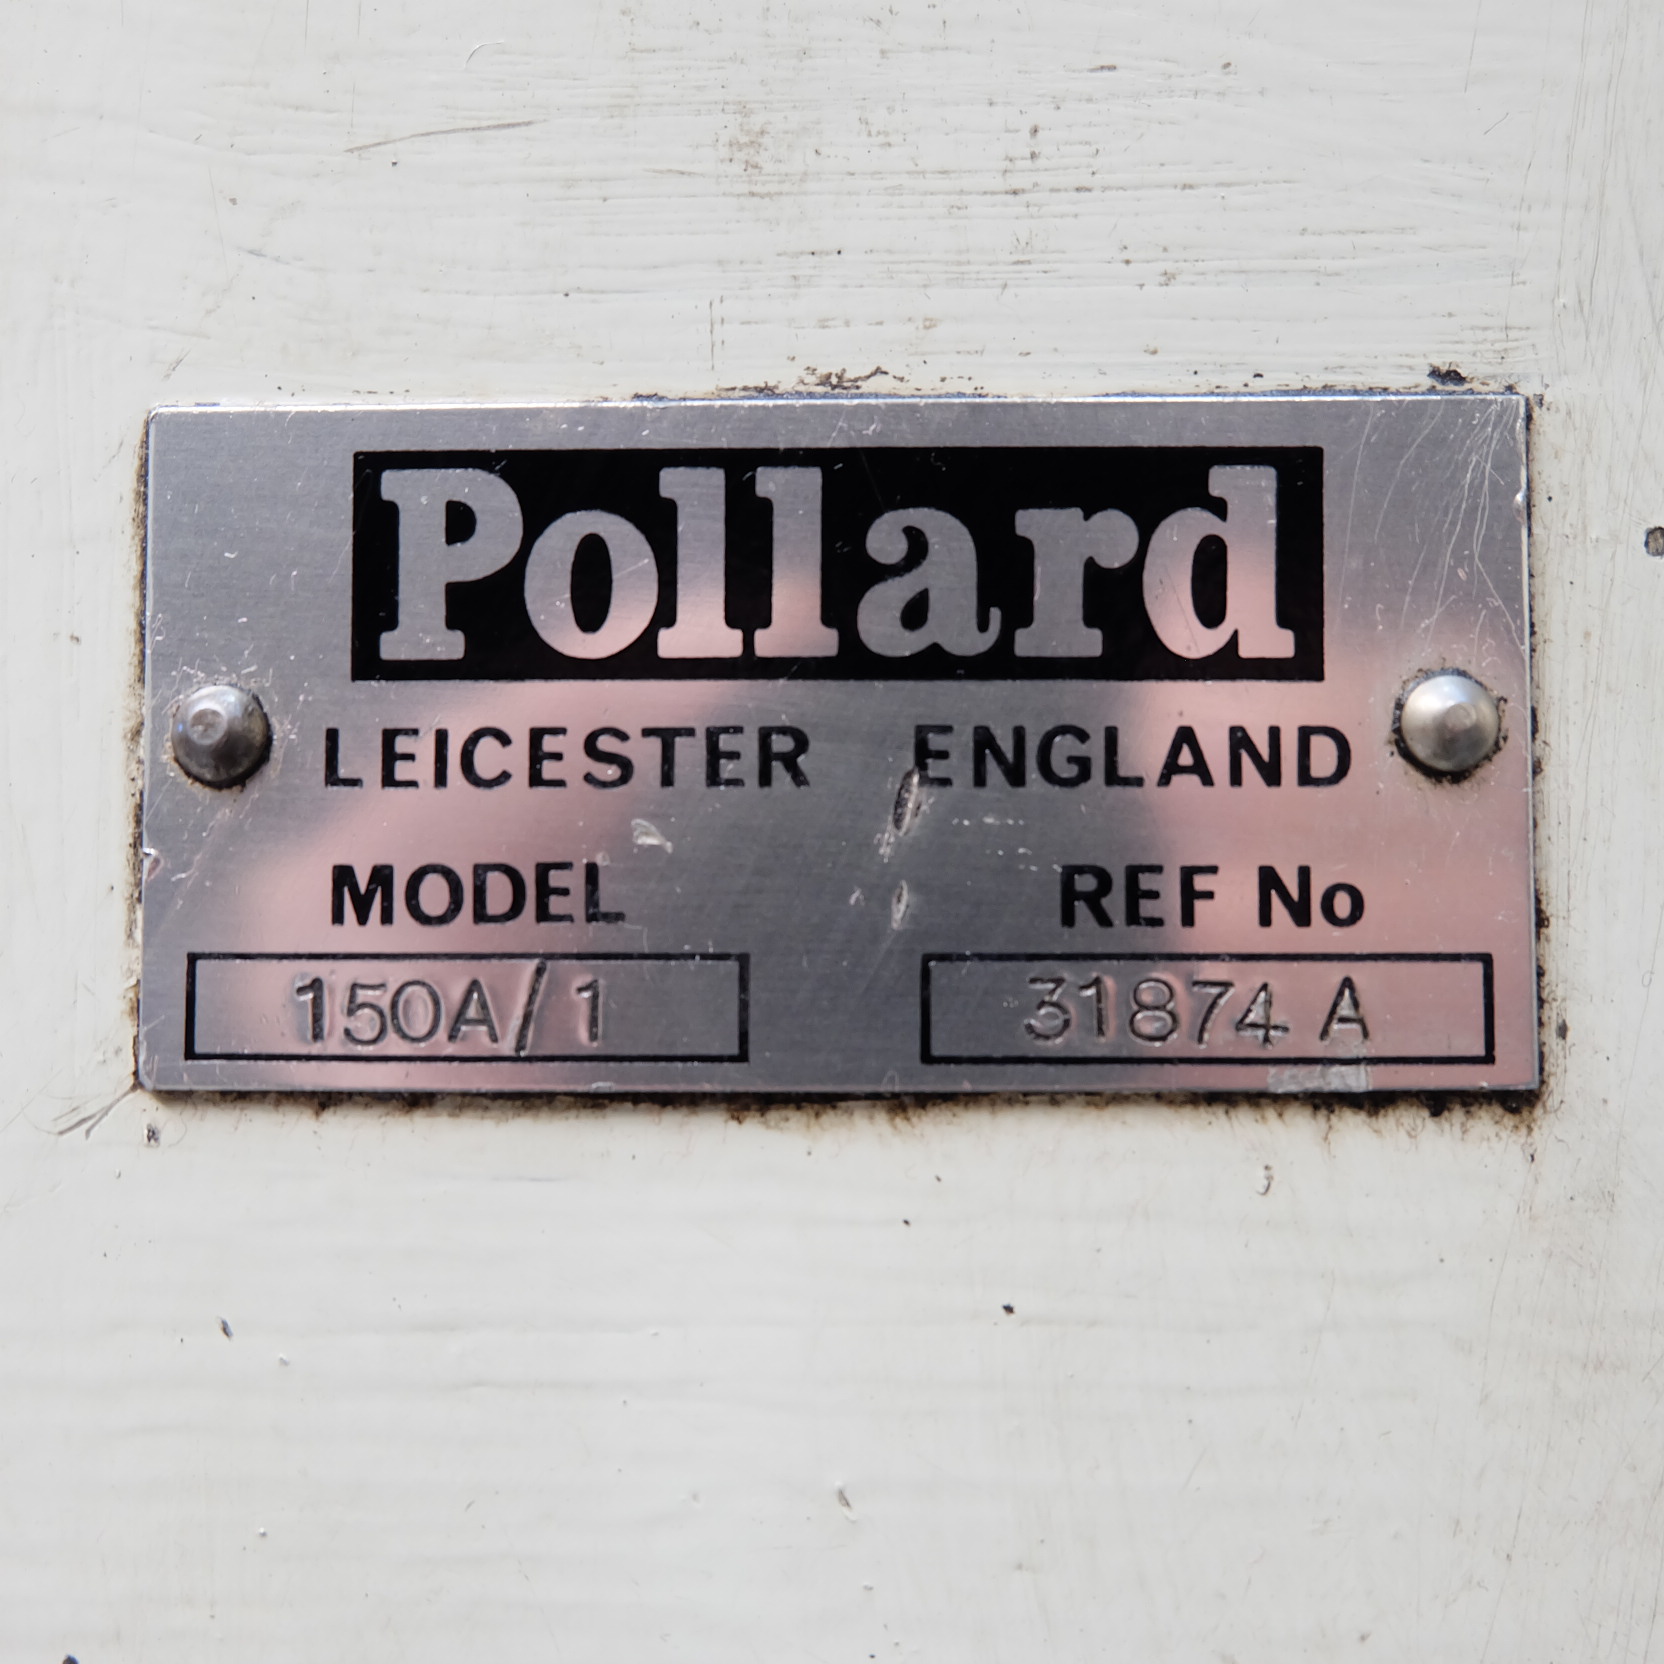 Pollard
LEICESTER ENGLAND
MODEL REF No
150A/1 31874 A